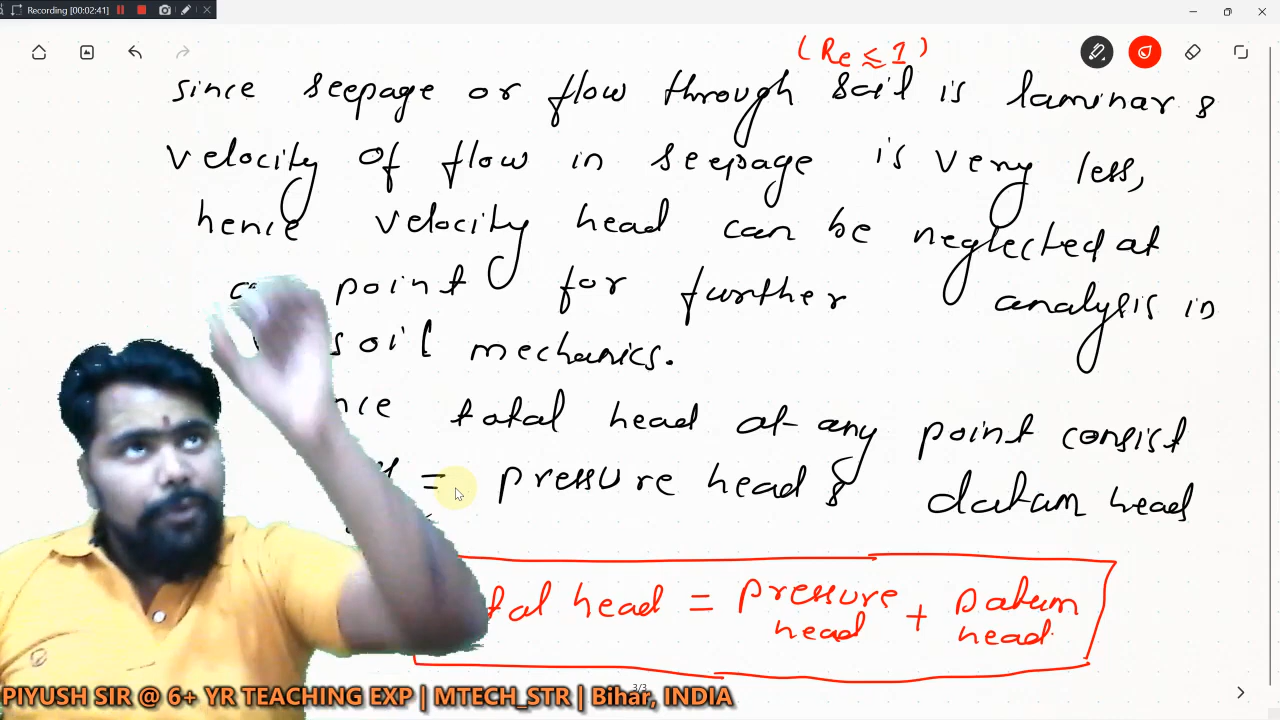 Recording [00:02:41]
(Re ≤ 1)
since seepage or flow through soil is laminar &
velocity of flow in seepage is very less,
hence velocity head can be neglected at
point for further analysis in
soil mechanics.
nce total head at any point consist
= pressure head & datum head
tal head = pressure head + Datum head
3/3
PIYUSH SIR @ 6+ YR TEACHING EXP | MTECH_STR | Bihar, INDIA